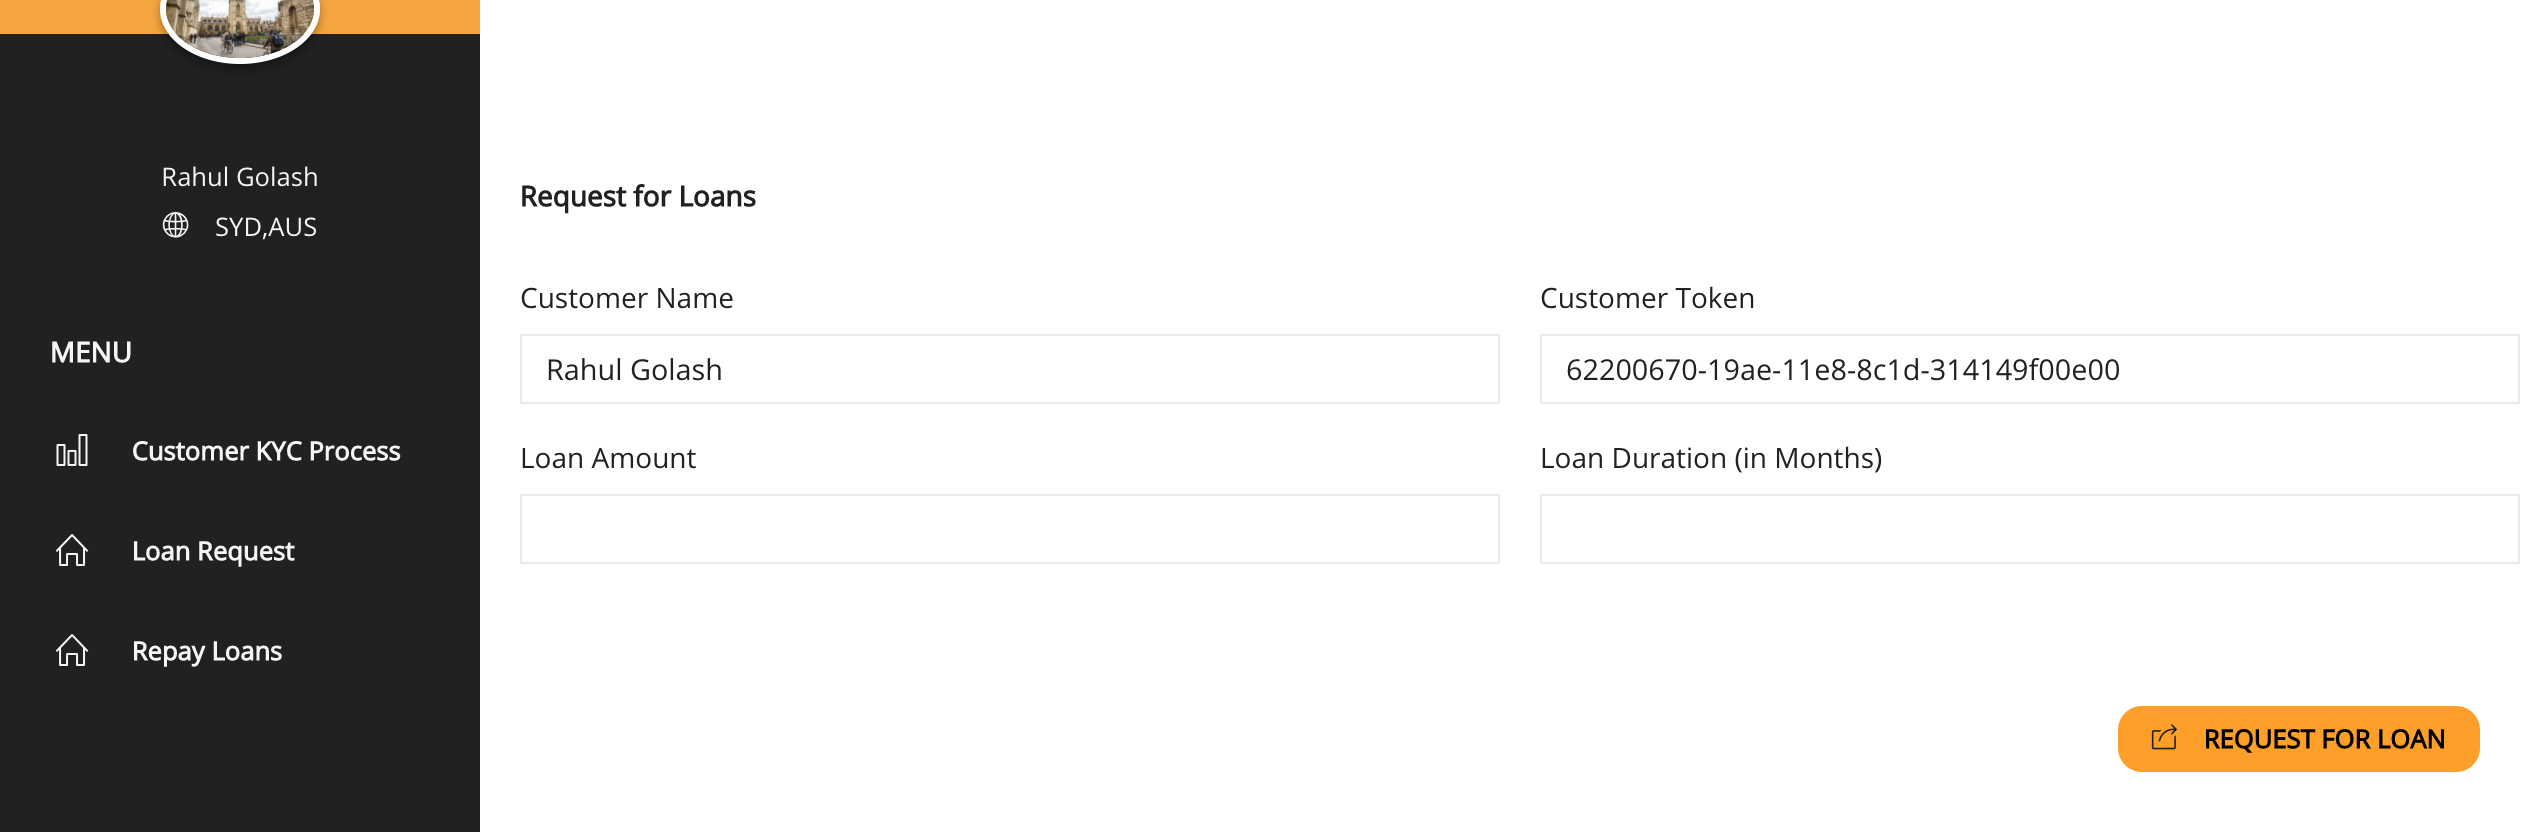 Rahul Golash
SYD,AUS
MENU
Customer KYC Process
Loan Request
Repay Loans
Request for Loans
Customer Name
Rahul Golash
Customer Token
62200670-19ae-11e8-8c1d-314149f00e00
Loan Amount
Loan Duration (in Months)
REQUEST FOR LOAN